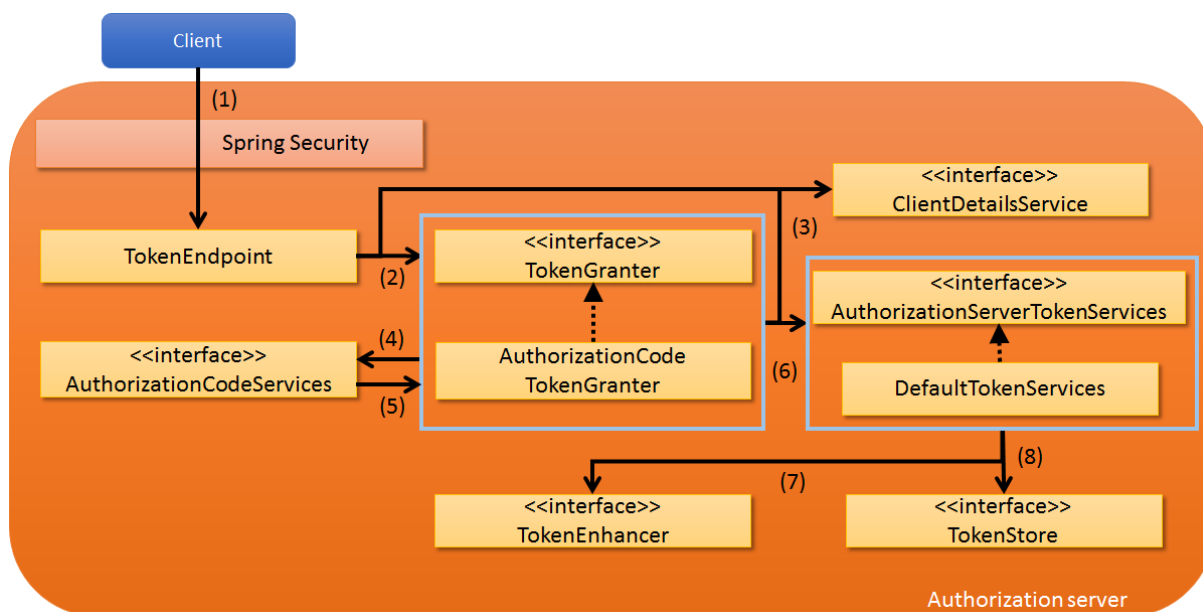 Client
(1)
Spring Security
<<interface>>
ClientDetailsService
TokenEndpoint
(2)
<<interface>>
TokenGranter
(3)
<<interface>>
AuthorizationServerTokenServices
<<interface>>
AuthorizationCodeServices
(4)
(5)
AuthorizationCode
TokenGranter
(6)
DefaultTokenServices
(7)
(8)
<<interface>>
TokenEnhancer
<<interface>>
TokenStore
Authorization server